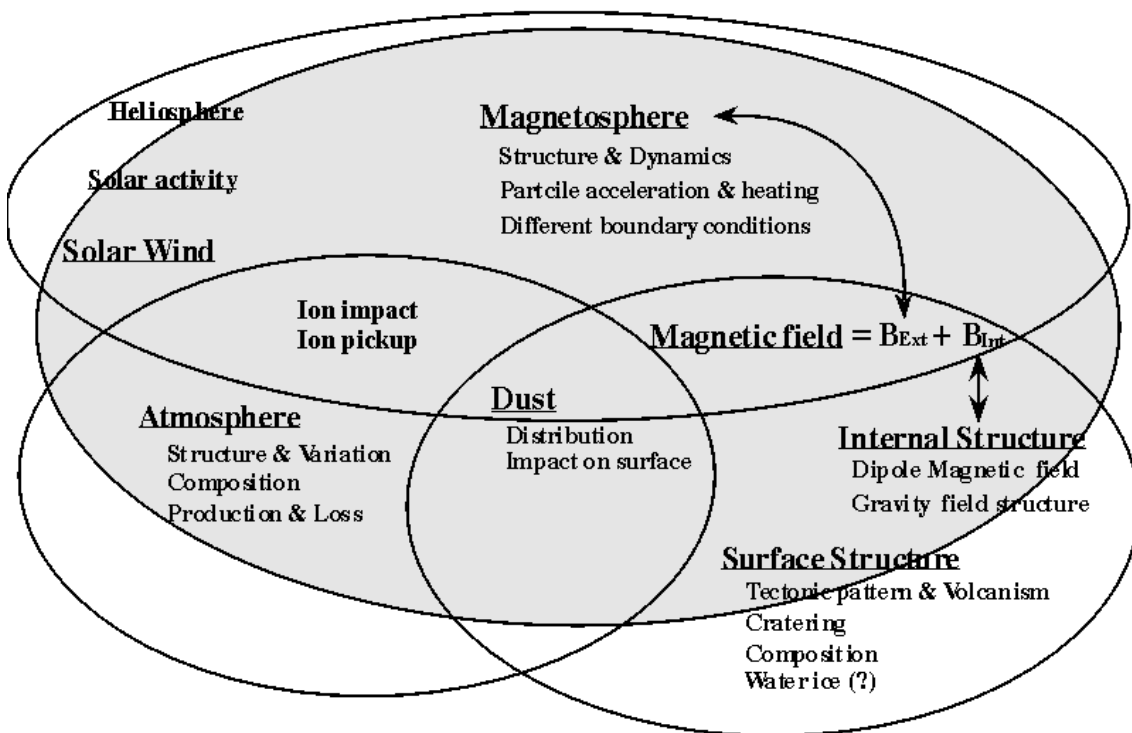 Heliosphere
Solar activity
Solar Wind
Magnetosphere
Structure & Dynamics
Partcile acceleration & heating
Different boundary conditions
Ion impact
Ion pickup
Magnetic field = BExt + BInt
Dust
Distribution
Impact on surface
Atmosphere
Structure & Variation
Composition
Production & Loss
Internal Structure
Dipole Magnetic field
Gravity field structure
Surface Structure
Tectonic pattern & Volcanism
Cratering
Composition
Water ice (?)